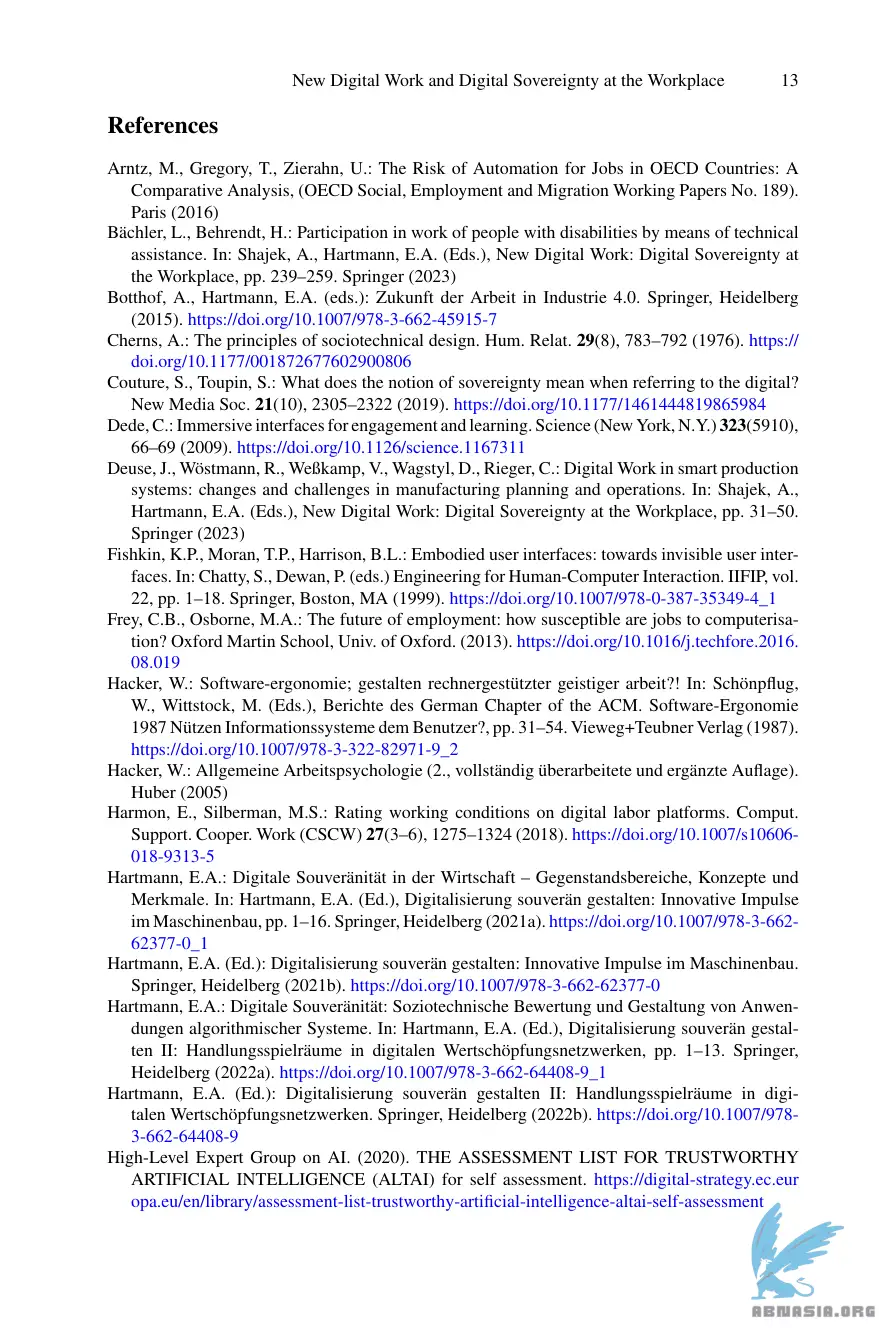 New Digital Work and Digital Sovereignty at the Workplace 13
References
Arntz, M., Gregory, T., Zierahn, U.: The Risk of Automation for Jobs in OECD Countries: A
Comparative Analysis, (OECD Social, Employment and Migration Working Papers No. 189).
Paris (2016)
Bächler, L., Behrendt, H.: Participation in work of people with disabilities by means of technical
assistance. In: Shajek, A., Hartmann, E.A. (Eds.), New Digital Work: Digital Sovereignty at
the Workplace, pp. 239–259. Springer (2023)
Botthof, A., Hartmann, E.A. (eds.): Zukunft der Arbeit in Industrie 4.0. Springer, Heidelberg
(2015). https://doi.org/10.1007/978-3-662-45915-7
Cherns, A.: The principles of sociotechnical design. Hum. Relat. 29(8), 783–792 (1976). https://
doi.org/10.1177/001872677602900806
Couture, S., Toupin, S.: What does the notion of sovereignty mean when referring to the digital?
New Media Soc. 21(10), 2305–2322 (2019). https://doi.org/10.1177/1461444819865984
Dede, C.: Immersive interfaces for engagement and learning. Science (New York, N.Y.) 323(5910),
66–69 (2009). https://doi.org/10.1126/science.1167311
Deuse, J., Wöstmann, R., Weßkamp, V., Wagstyl, D., Rieger, C.: Digital Work in smart production
systems: changes and challenges in manufacturing planning and operations. In: Shajek, A.,
Hartmann, E.A. (Eds.), New Digital Work: Digital Sovereignty at the Workplace, pp. 31–50.
Springer (2023)
Fishkin, K.P., Moran, T.P., Harrison, B.L.: Embodied user interfaces: towards invisible user inter-
faces. In: Chatty, S., Dewan, P. (eds.) Engineering for Human-Computer Interaction. IIFIP, vol.
22, pp. 1–18. Springer, Boston, MA (1999). https://doi.org/10.1007/978-0-387-35349-4_1
Frey, C.B., Osborne, M.A.: The future of employment: how susceptible are jobs to computerisa-
tion? Oxford Martin School, Univ. of Oxford. (2013). https://doi.org/10.1016/j.techfore.2016.
08.019
Hacker, W.: Software-ergonomie; gestalten rechnergestützter geistiger arbeit?! In: Schönpflug,
W., Wittstock, M. (Eds.), Berichte des German Chapter of the ACM. Software-Ergonomie
1987 Nützen Informationssysteme dem Benutzer?, pp. 31–54. Vieweg+Teubner Verlag (1987).
https://doi.org/10.1007/978-3-322-82971-9_2
Hacker, W.: Allgemeine Arbeitspsychologie (2., vollständig überarbeitete und ergänzte Auflage).
Huber (2005)
Harmon, E., Silberman, M.S.: Rating working conditions on digital labor platforms. Comput.
Support. Cooper. Work (CSCW) 27(3–6), 1275–1324 (2018). https://doi.org/10.1007/s10606-
018-9313-5
Hartmann, E.A.: Digitale Souveränität in der Wirtschaft – Gegenstandsbereiche, Konzepte und
Merkmale. In: Hartmann, E.A. (Ed.), Digitalisierung souverän gestalten: Innovative Impulse
im Maschinenbau, pp. 1–16. Springer, Heidelberg (2021a). https://doi.org/10.1007/978-3-662-
62377-0_1
Hartmann, E.A. (Ed.): Digitalisierung souverän gestalten: Innovative Impulse im Maschinenbau.
Springer, Heidelberg (2021b). https://doi.org/10.1007/978-3-662-62377-0
Hartmann, E.A.: Digitale Souveränität: Soziotechnische Bewertung und Gestaltung von Anwen-
dungen algorithmischer Systeme. In: Hartmann, E.A. (Ed.), Digitalisierung souverän gestal-
ten II: Handlungsspielräume in digitalen Wertschöpfungsnetzwerken, pp. 1–13. Springer,
Heidelberg (2022a). https://doi.org/10.1007/978-3-662-64408-9_1
Hartmann, E.A. (Ed.): Digitalisierung souverän gestalten II: Handlungsspielräume in digi-
talen Wertschöpfungsnetzwerken. Springer, Heidelberg (2022b). https://doi.org/10.1007/978-
3-662-64408-9
High-Level Expert Group on AI. (2020). THE ASSESSMENT LIST FOR TRUSTWORTHY
ARTIFICIAL INTELLIGENCE (ALTAI) for self assessment. https://digital-strategy.ec.eur
opa.eu/en/library/assessment-list-trustworthy-artificial-intelligence-altai-self-assessment
ABMASIA.ORG